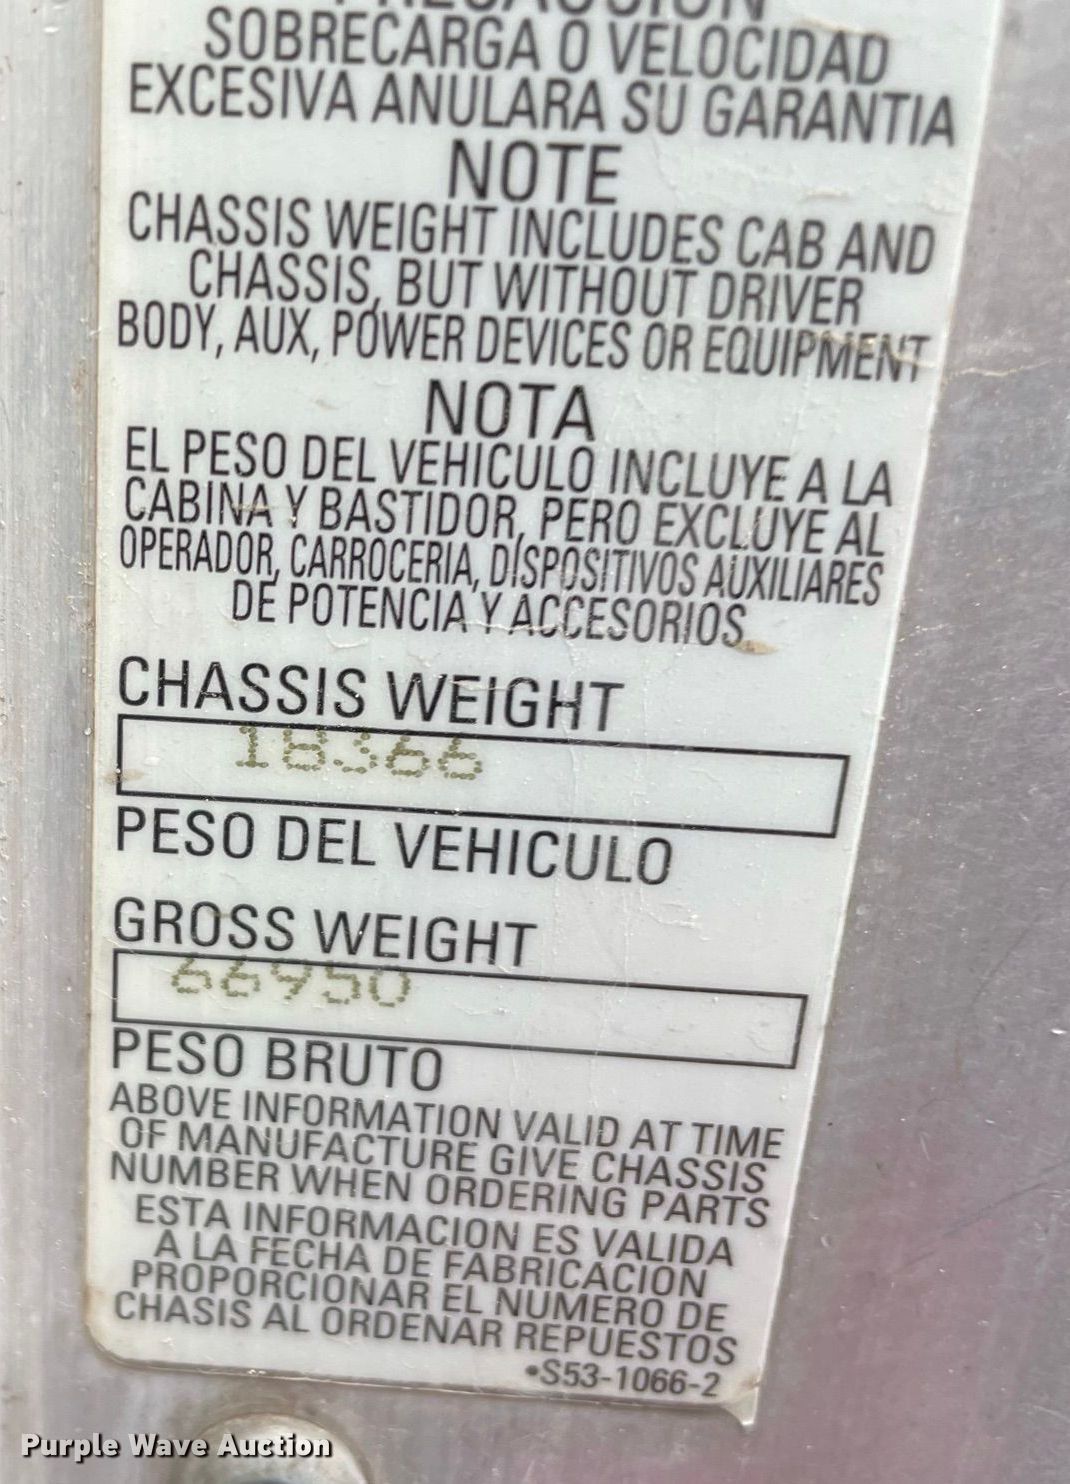 PRECAUCION
SOBRECARGA O VELOCIDAD
EXCESIVA ANULARA SU GARANTIA
NOTE
CHASSIS WEIGHT INCLUDES CAB AND
CHASSIS, BUT WITHOUT DRIVER
BODY, AUX, POWER DEVICES OR EQUIPMENT
NOTA
EL PESO DEL VEHICULO INCLUYE A LA
CABINA Y BASTIDOR, PERO EXCLUYE AL
OPERADOR, CARROCERIA, DISPOSITIVOS AUXILIARES
DE POTENCIA Y ACCESORIOS
CHASSIS WEIGHT
18366
PESO DEL VEHICULO
GROSS WEIGHT
66950
PESO BRUTO
ABOVE INFORMATION VALID AT TIME
OF MANUFACTURE GIVE CHASSIS
NUMBER WHEN ORDERING PARTS
ESTA INFORMACION ES VALIDA
A LA FECHA DE FABRICACION
PROPORCIONAR EL NUMERO DE
CHASIS AL ORDENAR REPUESTOS
•S53-1066-2
Purple Wave Auction